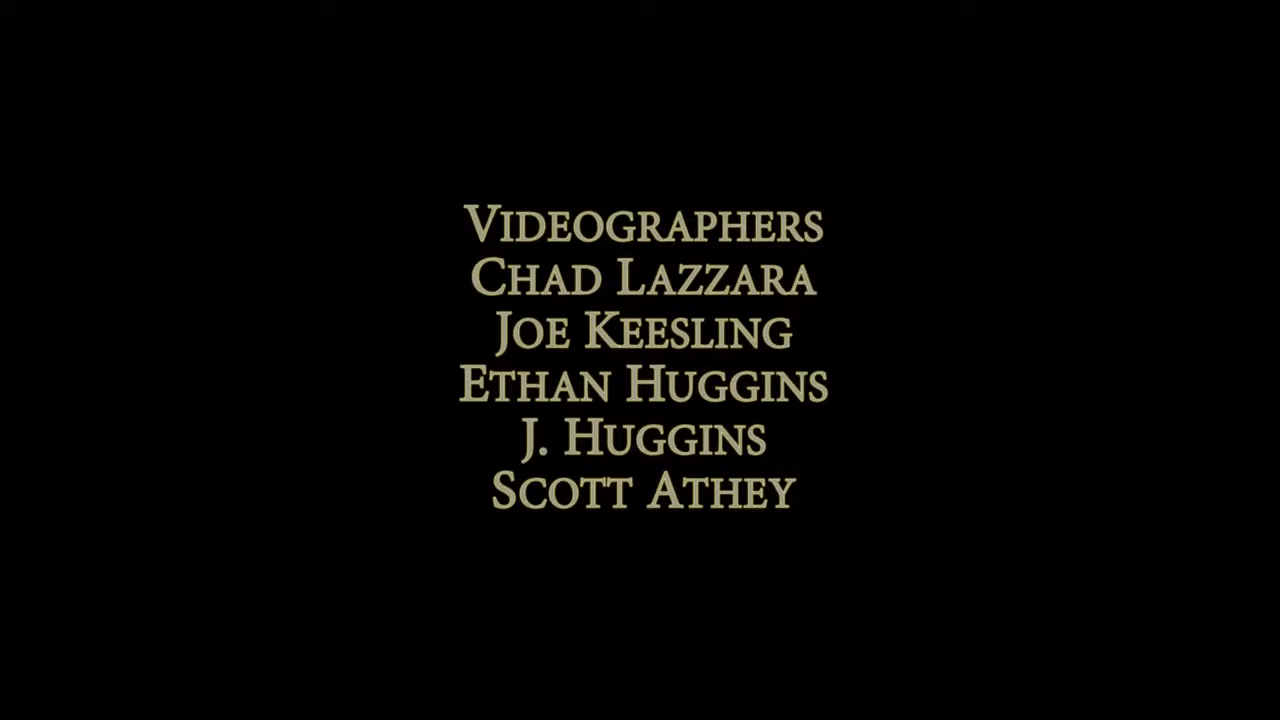 Videographers
Chad Lazzara
Joe Keesling
Ethan Huggins
J. Huggins
Scott Athey